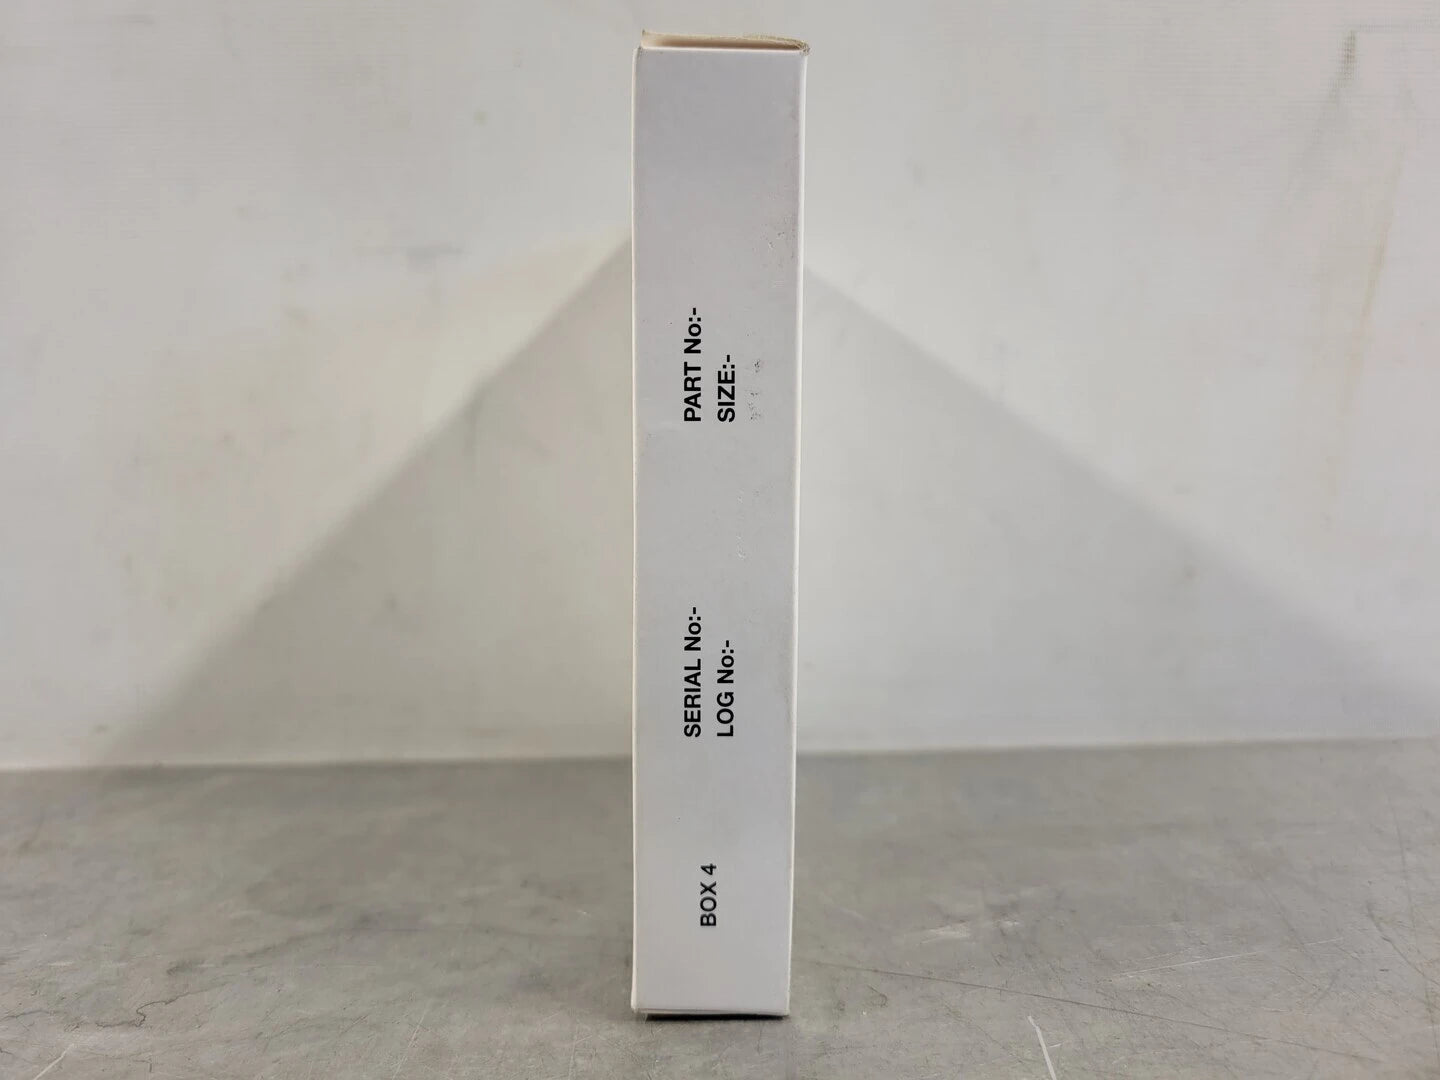 BOX 4
SERIAL No:-
LOG No:-
PART No:-
SIZE:-